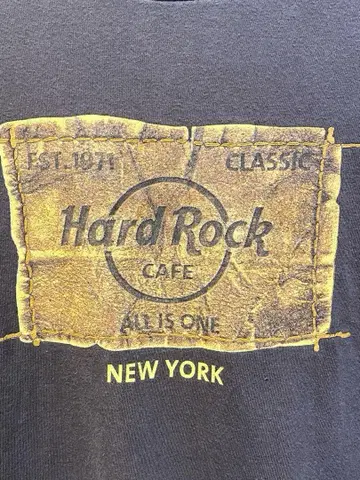 EST. 1971 CLASSIC
Hard Rock
CAFE
ALL IS ONE
NEW YORK